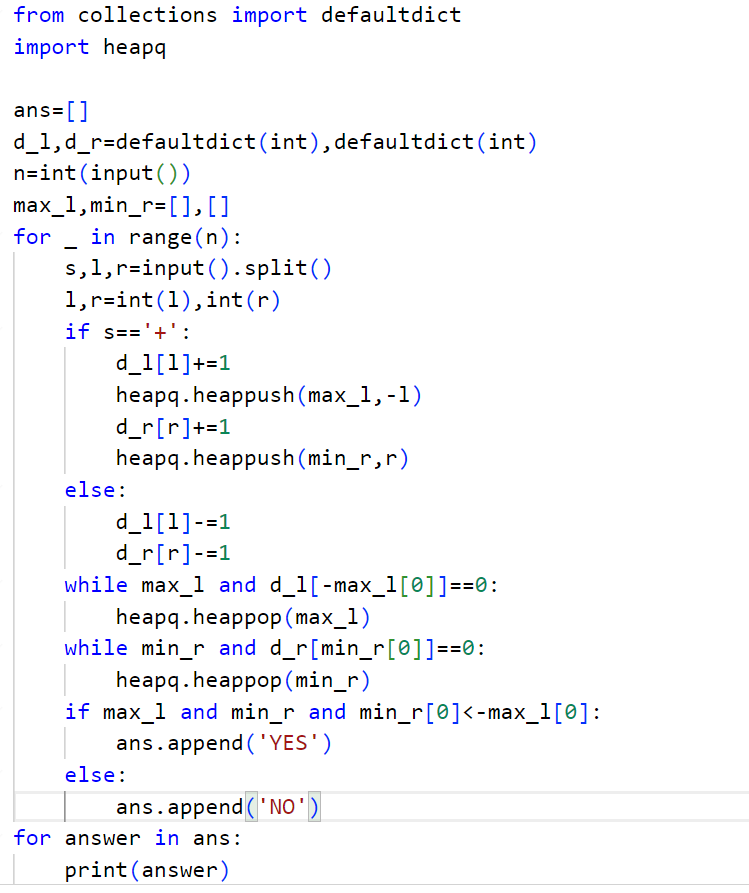 from collections import defaultdict
import heapq

ans=[]
d_l,d_r=defaultdict(int),defaultdict(int)
n=int(input())
max_l,min_r=[],[]
for _ in range(n):
    s,l,r=input().split()
    l,r=int(l),int(r)
    if s=='+':
        d_l[l]+=1
        heapq.heappush(max_l,-l)
        d_r[r]+=1
        heapq.heappush(min_r,r)
    else:
        d_l[l]-=1
        d_r[r]-=1
    while max_l and d_l[-max_l[0]]==0:
        heapq.heappop(max_l)
    while min_r and d_r[min_r[0]]==0:
        heapq.heappop(min_r)
    if max_l and min_r and min_r[0]<-max_l[0]:
        ans.append('YES')
    else:
        ans.append('NO')
for answer in ans:
    print(answer)